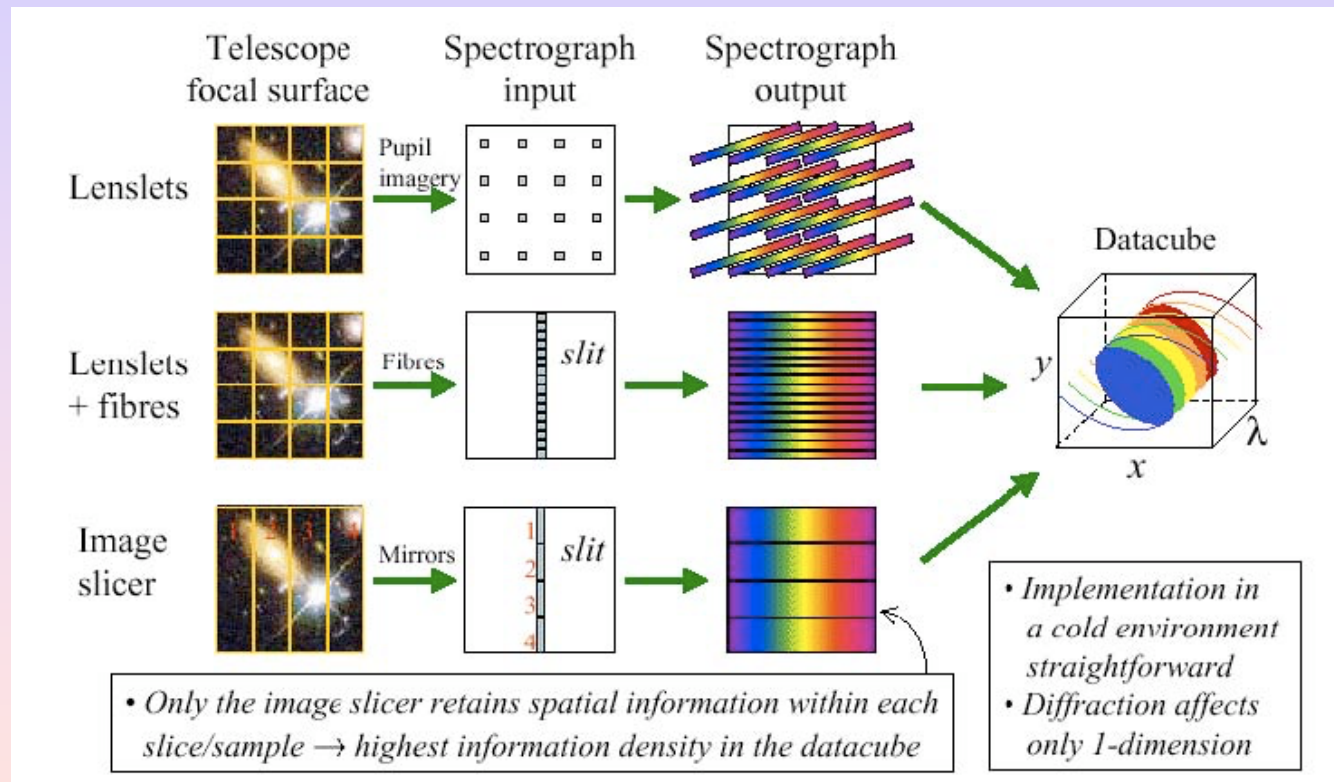 Telescope
focal surface
Spectrograph
input
Spectrograph
output
Lenslets
Pupil
imagery
Datacube
y
x
λ
Lenslets
+ fibres
Fibres
slit
Image
slicer
1 2 3 4
Mirrors
1
2
3
4
slit
• Only the image slicer retains spatial information within each
slice/sample → highest information density in the datacube
• Implementation in
a cold environment
straightforward
• Diffraction affects
only 1-dimension